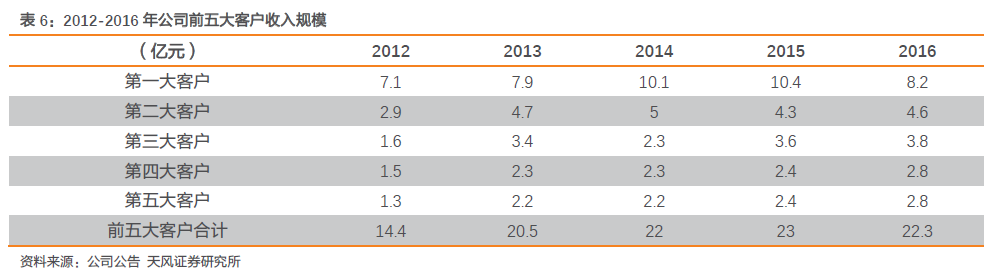 表 6：2012-2016 年公司前五大客户收入规模
（亿元） 2012 2013 2014 2015 2016
第一大客户 7.1 7.9 10.1 10.4 8.2
第二大客户 2.9 4.7 5 4.3 4.6
第三大客户 1.6 3.4 2.3 3.6 3.8
第四大客户 1.5 2.3 2.3 2.4 2.8
第五大客户 1.3 2.2 2.2 2.4 2.8
前五大客户合计 14.4 20.5 22 23 22.3
资料来源：公司公告 天风证券研究所